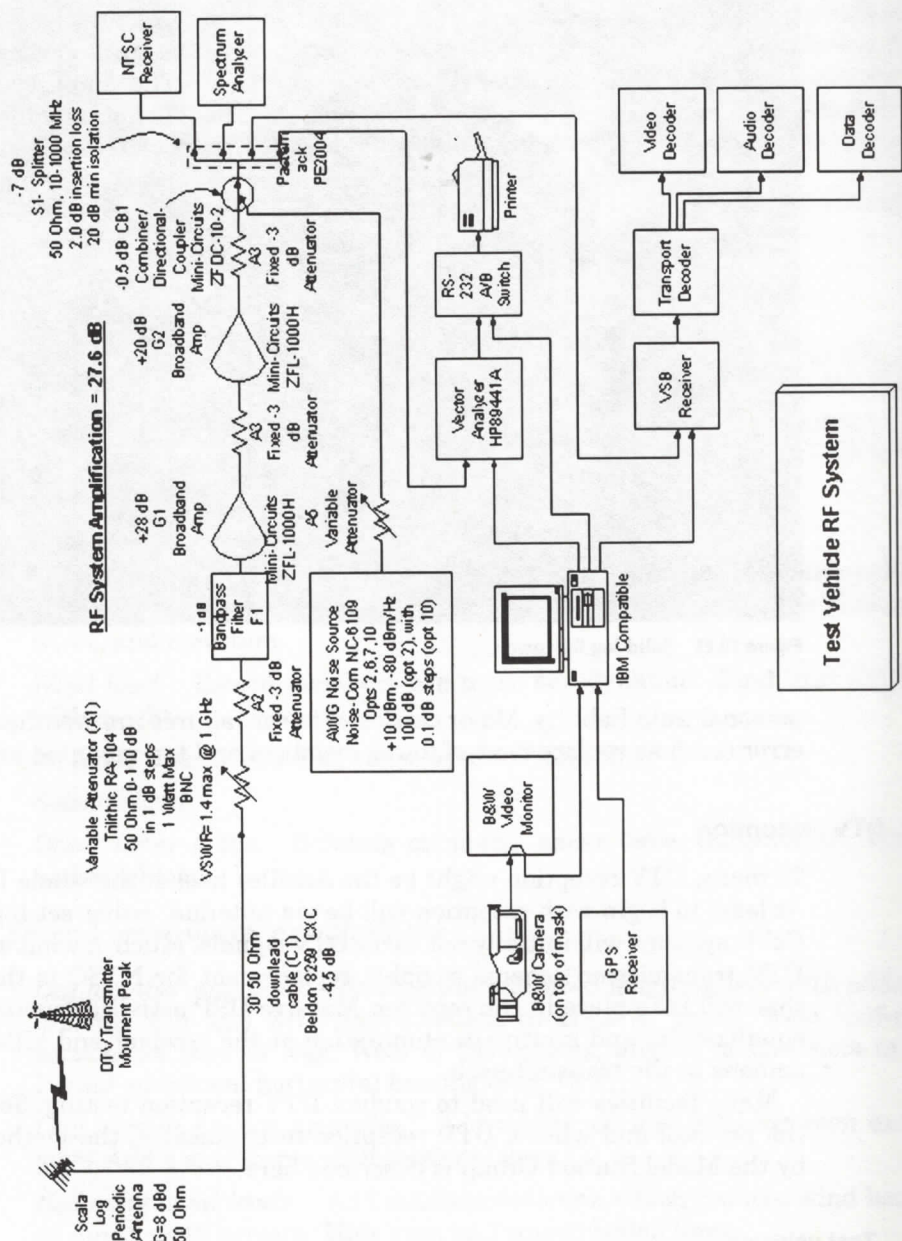 Scala
Log
Periodic
Antenna
G=8 dBd
50 Ohm
DTV Transmitter
Mount Peak
30' 50 Ohm
download
cable (C1)
Beldon 8259 CXC
-4.5 dB
Variable Attenuator (A1)
Trilithic RA-1104
50 Ohm 0-110 dB
in 1 dB steps
1 Watt Max
BNC
VSWR= 1.4 max @ 1 GHz
A2
Fixed -3 dB
Attenuator
RF System Amplification = 27.6 dB
-1 dB
Bandpass
Filter
F1
+28 dB
G1
Broadband
Amp
Mini-Circuits
ZFL-1000H
A3
Fixed -3
dB
Attenuator
+20 dB
G2
Broadband
Amp
Mini-Circuits
ZFL-1000H
A3
Fixed -3
dB
Attenuator
-0.5 dB CB1
Combiner/
Directional-
Coupler
Mini-Circuits
ZFDC-10-2
-7 dB
S1- Splitter
50 Ohm, 10-1000 MHz
2.0 dB insertion loss
20 dB min isolation
ack
PE2004
NTSC
Receiver
Spectrum
Analyzer
AWG Noise Source
Noise-Com NC-6109
Opts 2,6,7,10
+10 dBm, -80 dBm/Hz
100 dB (opt 2), with
0.1 dB steps (opt 10)
A6
Variable
Attenuator
B&W
Video
Monitor
B&W Camera
(w/o mask)
GPS
Receiver
IBM Compatible
Vector
Analyzer
HP89441A
RS-
232
A/B
Switch
Printer
VSB
Receiver
Transport
Decoder
Video
Decoder
Audio
Decoder
Data
Decoder
Test Vehicle RF System